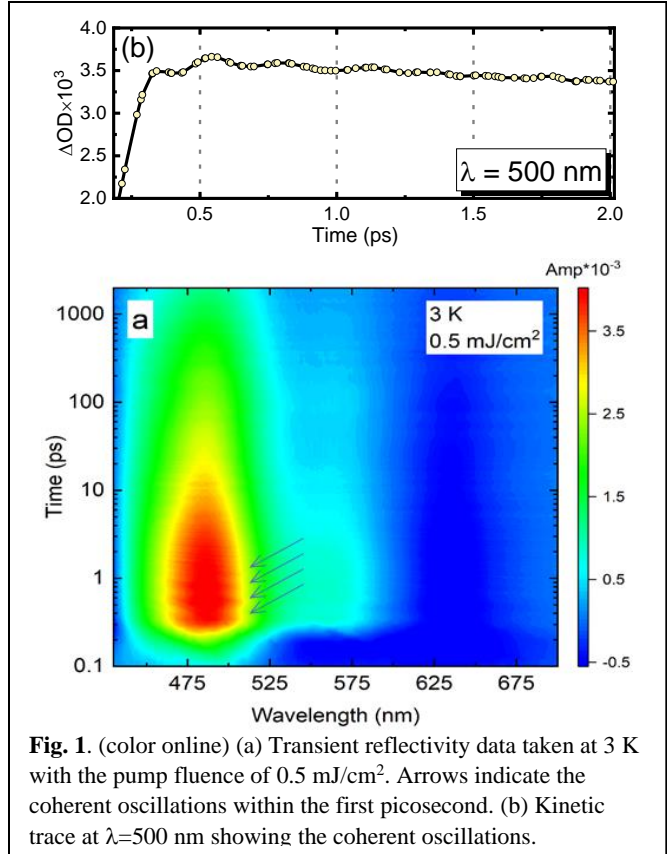 (b)
4.0
3.5
3.0
2.5
2.0
ΔOD×10³
λ = 500 nm
0.5 1.0 1.5 2.0
Time (ps)
Amp*10⁻³
a
3 K
0.5 mJ/cm²
1000
100
10
1
0.1
Time (ps)
3.5
2.5
1.5
0.5
-0.5
475 525 575 625 675
Wavelength (nm)
Fig. 1. (color online) (a) Transient reflectivity data taken at 3 K
with the pump fluence of 0.5 mJ/cm². Arrows indicate the
coherent oscillations within the first picosecond. (b) Kinetic
trace at λ=500 nm showing the coherent oscillations.